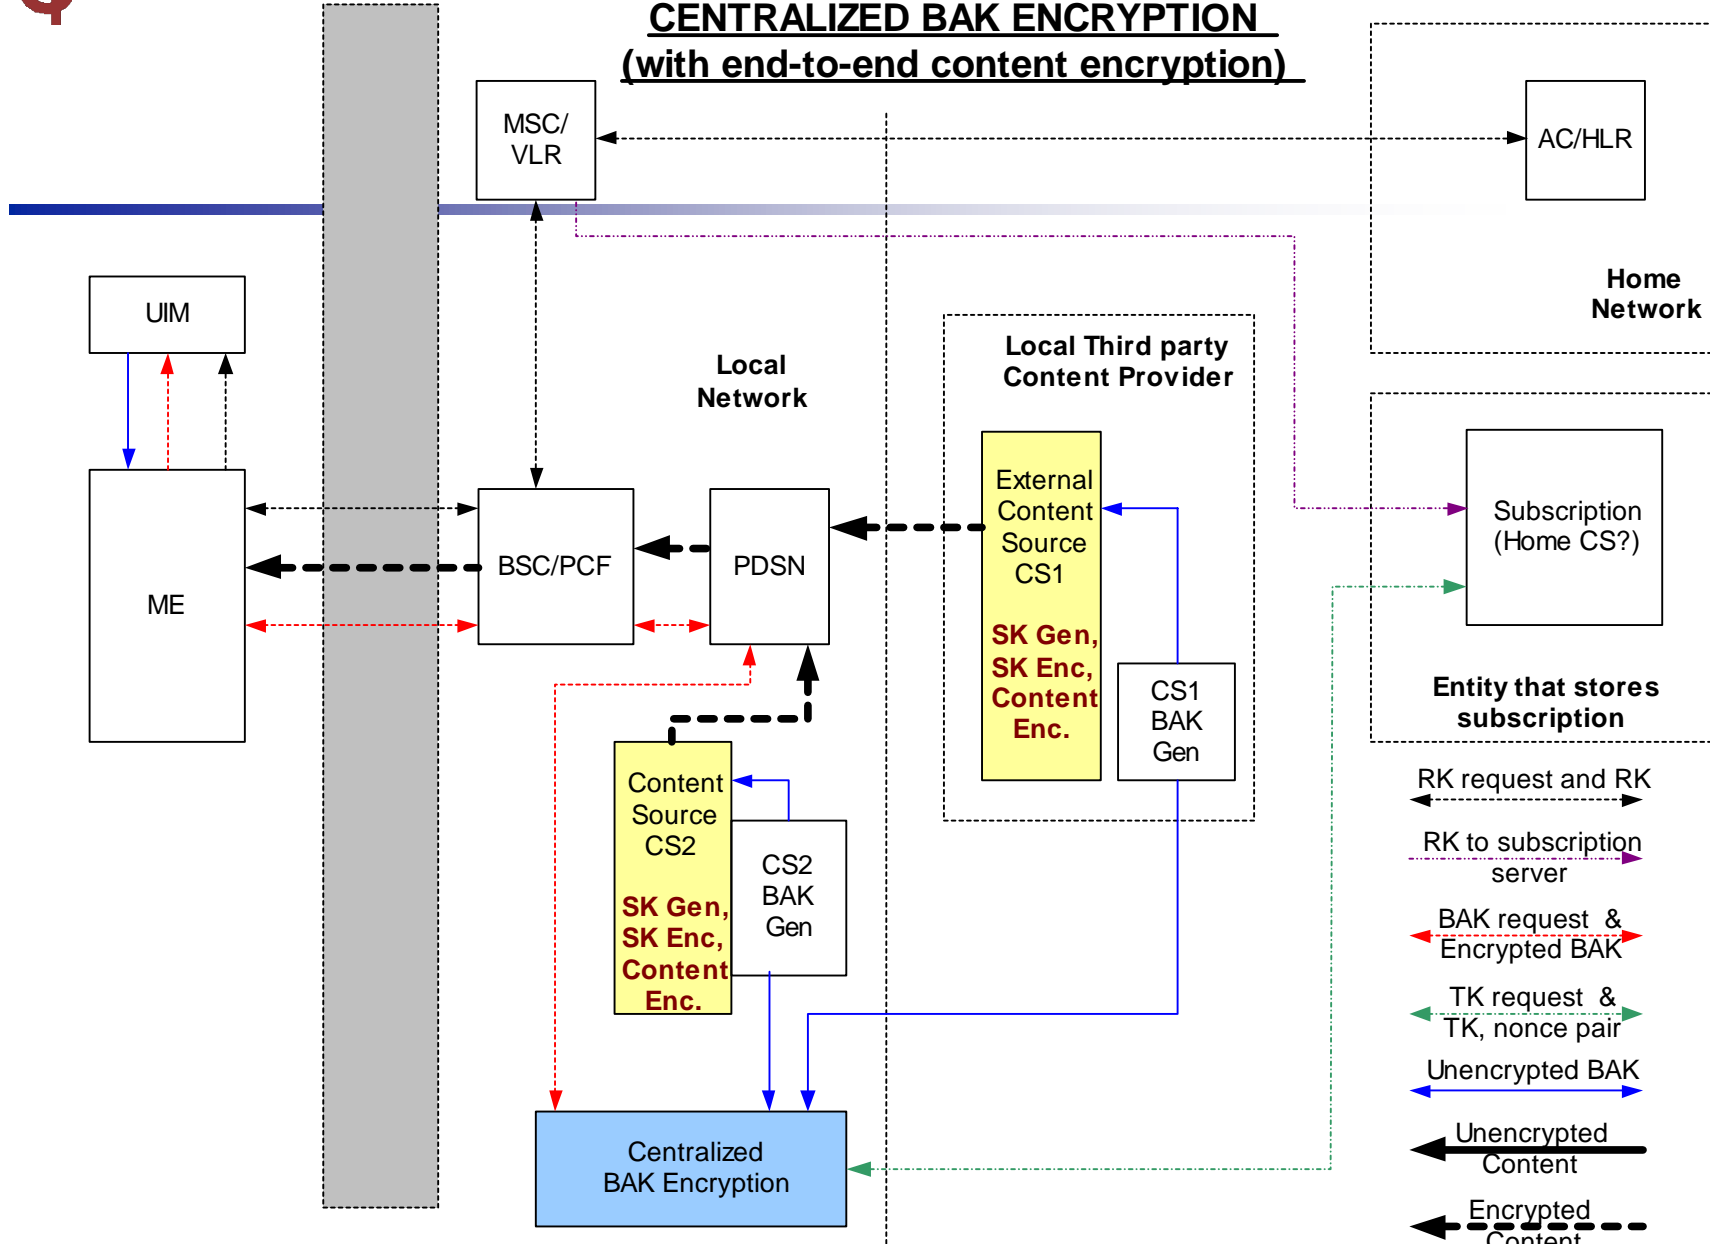 CENTRALIZED BAK ENCRYPTION
(with end-to-end content encryption)
MSC/
VLR
AC/HLR
Home
Network
UIM
Local
Network
Local Third party
Content Provider
External
Content
Source
CS1
SK Gen,
SK Enc,
Content
Enc.
CS1
BAK
Gen
Subscription
(Home CS?)
Entity that stores
subscription
ME
BSC/PCF
PDSN
Content
Source
CS2
SK Gen,
SK Enc,
Content
Enc.
CS2
BAK
Gen
Centralized
BAK Encryption
RK request and RK
RK to subscription
server
BAK request &
Encrypted BAK
TK request &
TK, nonce pair
Unencrypted BAK
Unencrypted
Content
Encrypted
Content